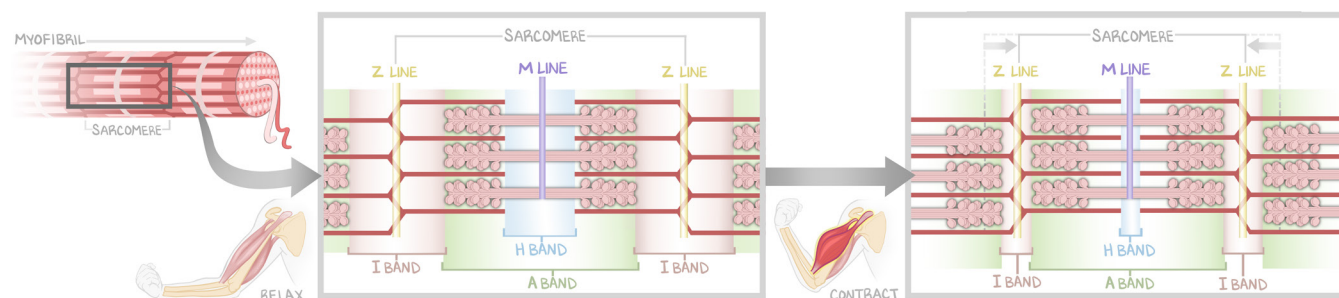 MYOFIBRIL
SARCOMERE
RELAX
SARCOMERE
Z LINE
M LINE
Z LINE
H BAND
I BAND
I BAND
A BAND
CONTRACT
SARCOMERE
Z LINE
M LINE
Z LINE
H BAND
I BAND
I BAND
A BAND